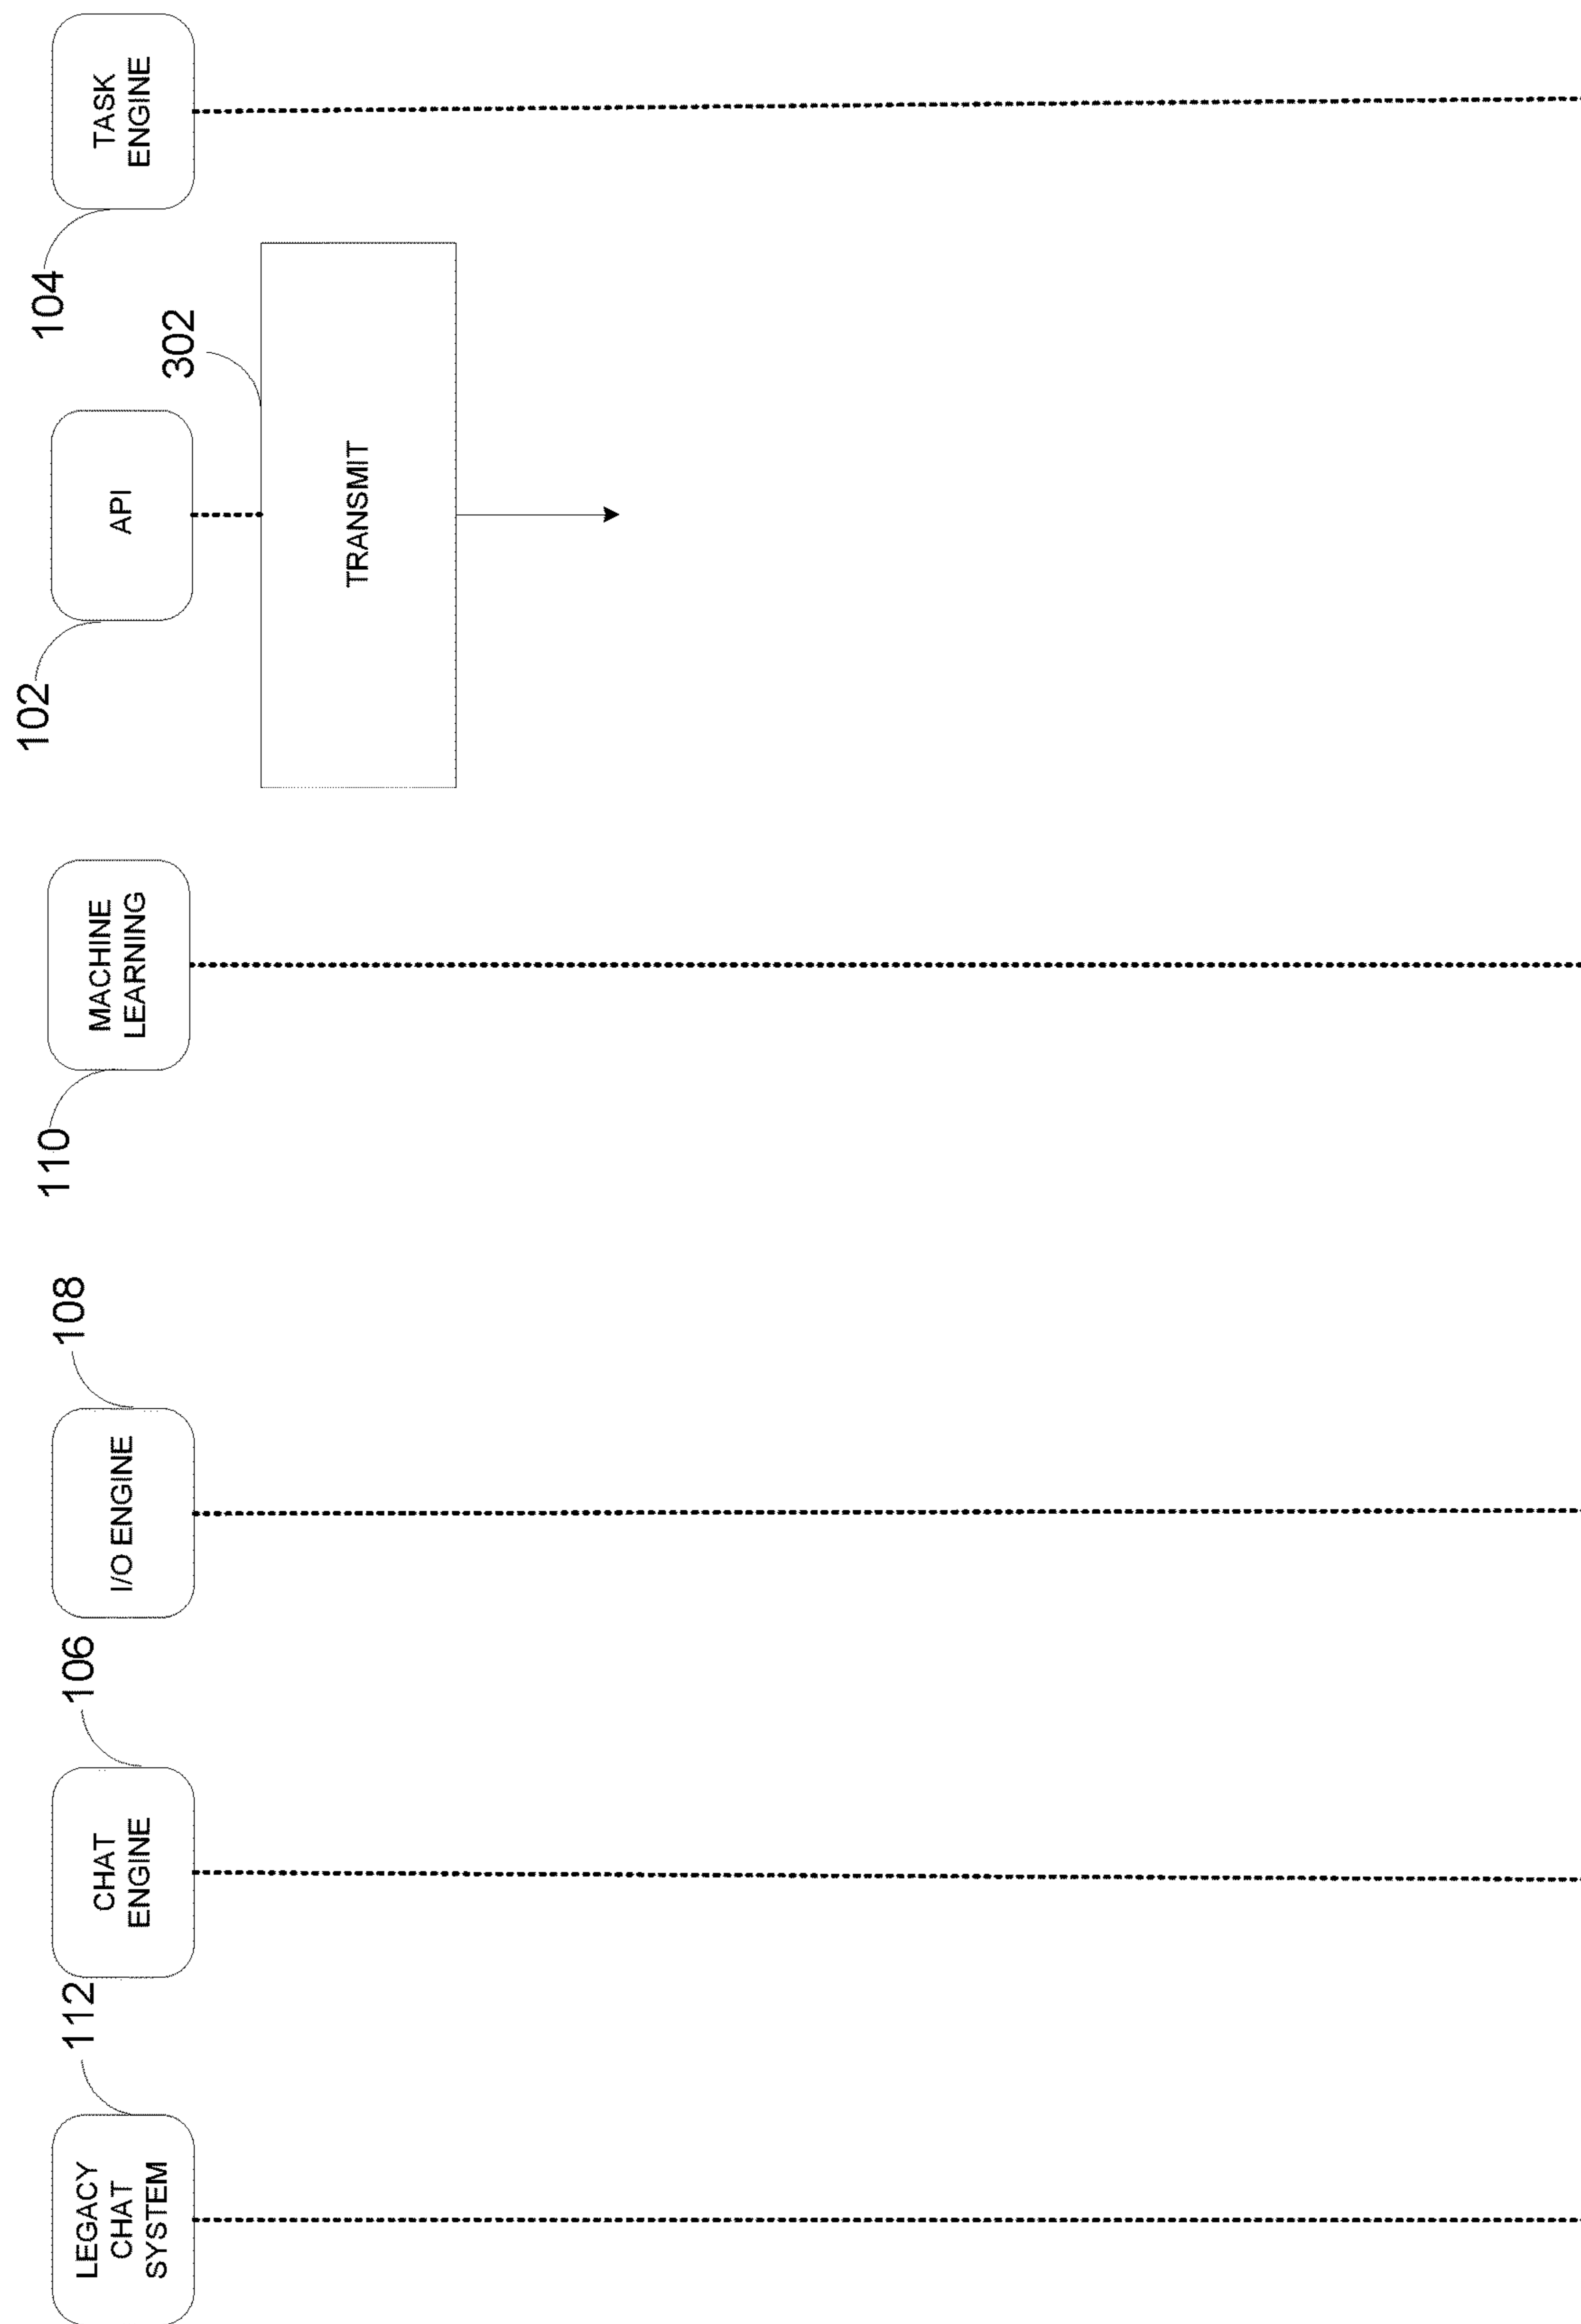 112
LEGACY
CHAT
SYSTEM
106
CHAT
ENGINE
108
I/O ENGINE
110
MACHINE
LEARNING
102
API
104
TASK
ENGINE
302
TRANSMIT